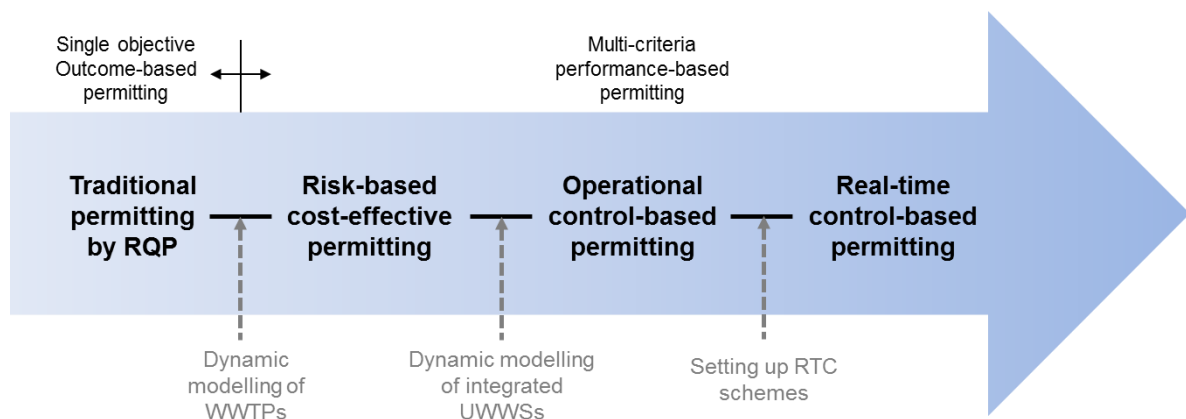 Single objective
Outcome-based
permitting
Multi-criteria
performance-based
permitting
Traditional
permitting
by RQP
Risk-based
cost-effective
permitting
Operational
control-based
permitting
Real-time
control-based
permitting
Dynamic
modelling of
WWTPs
Dynamic modelling
of integrated
UWWSs
Setting up RTC
schemes